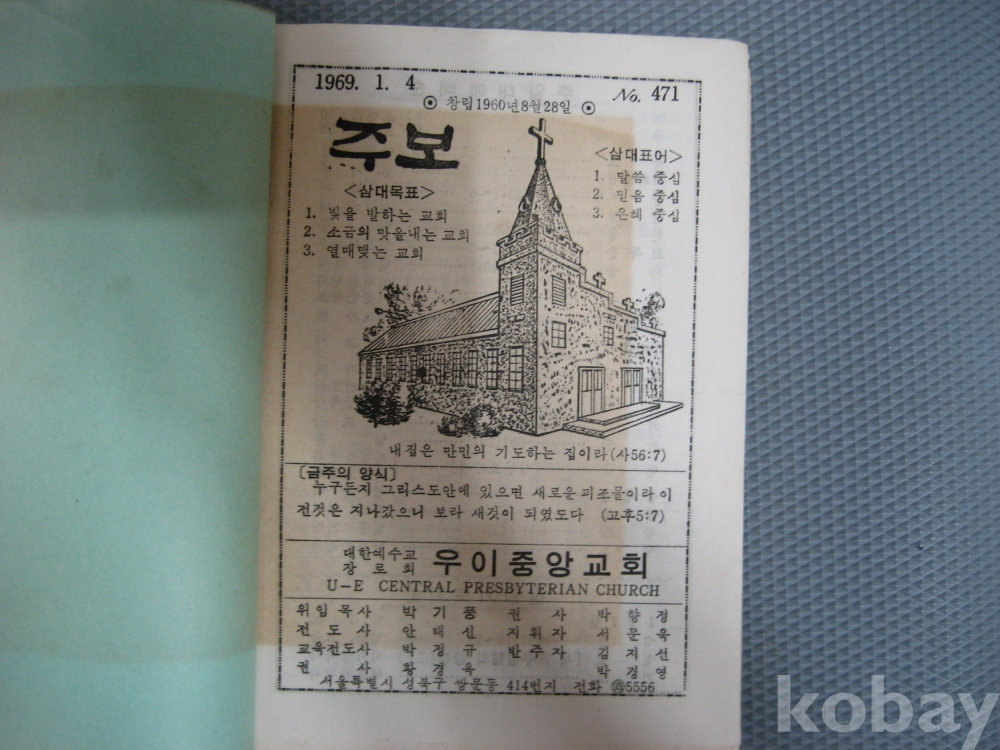 1969. 1. 4
No. 471
⊙ 창립1960년8월28일 ⊙
주보
<삼대목표>
1. 빛을 발하는 교회
2. 소금의 맛을내는 교회
3. 열매맺는 교회
<삼대표어>
1. 말씀 중심
2. 믿음 중심
3. 은혜 중심
내집은 만민의 기도하는 집이라(사56:7)
[금주의 양식]
누구든지 그리스도안에 있으면 새로운 피조물이라 이
전것은 지나갔으니 보라 새것이 되였도다 (고후5:7)
대한예수교
장로회 우이중앙교회
U-E CENTRAL PRESBYTERIAN CHURCH
위임목사 박기풍 권사 박향정
전도사 안태신 지휘자 서문욱
교육전도사 박정규 반주자 김지선
권사 황경옥 박경영
서울특별시 성북구 쌍문동 414번지 전화 5556
kobay